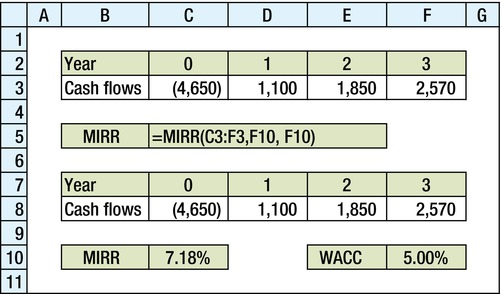 A B C D E F G
1
2 Year 0 1 2 3
3 Cash flows (4,650) 1,100 1,850 2,570
4
5 MIRR =MIRR(C3:F3,F10, F10)
6
7 Year 0 1 2 3
8 Cash flows (4,650) 1,100 1,850 2,570
9
10 MIRR 7.18% WACC 5.00%
11